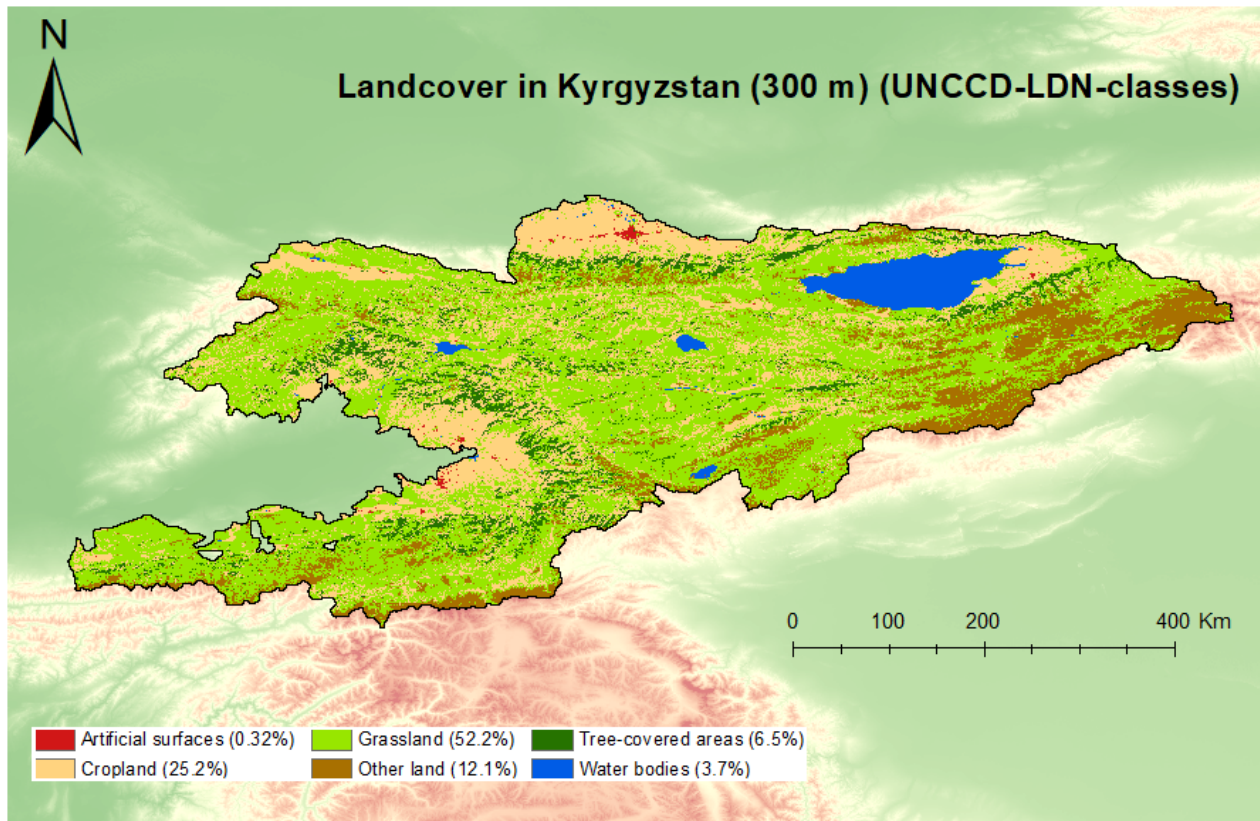 N
Landcover in Kyrgyzstan (300 m) (UNCCD-LDN-classes)
0 100 200 400 Km
Artificial surfaces (0.32%) Grassland (52.2%) Tree-covered areas (6.5%)
Cropland (25.2%) Other land (12.1%) Water bodies (3.7%)